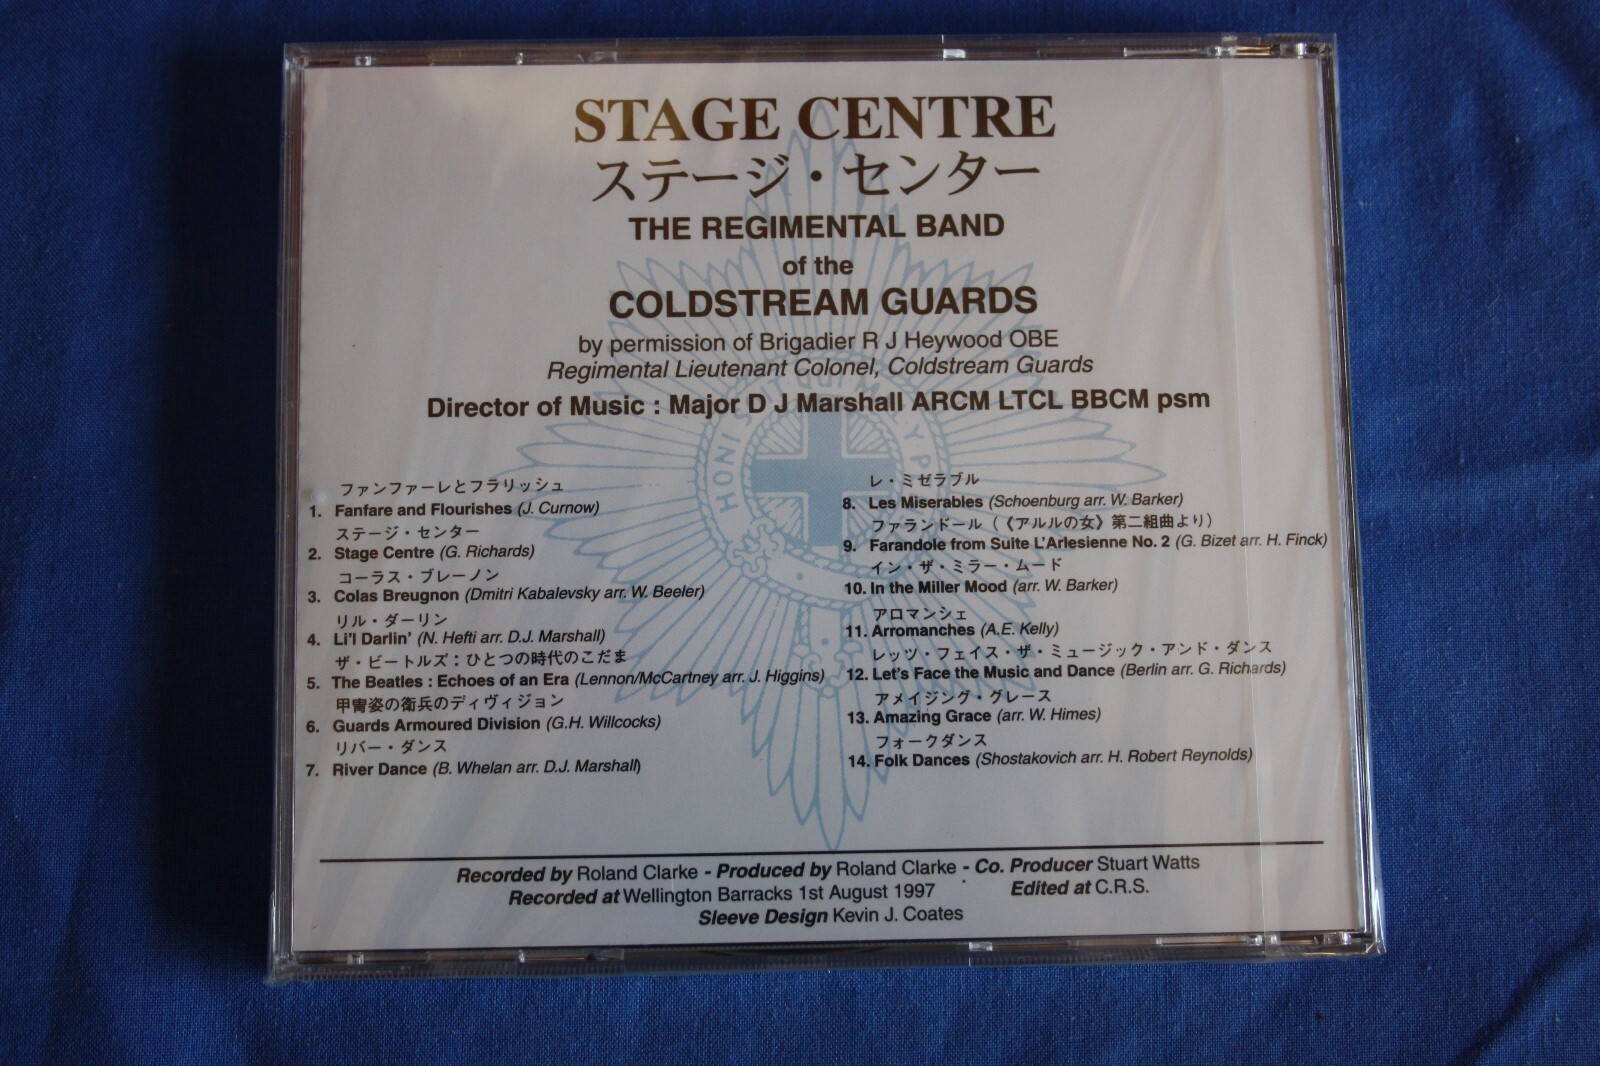 STAGE CENTRE
ステージ・センター
THE REGIMENTAL BAND
of the
COLDSTREAM GUARDS
by permission of Brigadier R J Heywood OBE
Regimental Lieutenant Colonel, Coldstream Guards
Director of Music : Major D J Marshall ARCM LTCL BBCM psm
HONI SOIT
ファンファーレとフラリッシュ
1. Fanfare and Flourishes (J. Curnow)
ステージ・センター
2. Stage Centre (G. Richards)
コーラス・ブレーノン
3. Colas Breugnon (Dmitri Kabalevsky arr. W. Beeler)
リル・ダーリン
4. Li'l Darlin' (N. Hefti arr. D.J. Marshall)
ザ・ビートルズ：ひとつの時代のこだま
5. The Beatles : Echoes of an Era (Lennon/McCartney arr. J. Higgins)
甲冑姿の衛兵のディヴィジョン
6. Guards Armoured Division (G.H. Willcocks)
リバー・ダンス
7. River Dance (B. Whelan arr. D.J. Marshall)
レ・ミゼラブル
8. Les Miserables (Schoenburg arr. W. Barker)
ファランドール（《アルルの女》第二組曲より）
9. Farandole from Suite L'Arlesienne No. 2 (G. Bizet arr. H. Finck)
イン・ザ・ミラー・ムード
10. In the Miller Mood (arr. W. Barker)
アロマンシェ
11. Arromanches (A.E. Kelly)
レッツ・フェイス・ザ・ミュージック・アンド・ダンス
12. Let's Face the Music and Dance (Berlin arr. G. Richards)
アメイジング・グレース
13. Amazing Grace (arr. W. Himes)
フォークダンス
14. Folk Dances (Shostakovich arr. H. Robert Reynolds)
Recorded by Roland Clarke - Produced by Roland Clarke - Co. Producer Stuart Watts
Recorded at Wellington Barracks 1st August 1997 Edited at C.R.S.
Sleeve Design Kevin J. Coates